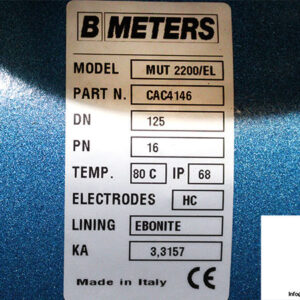 B METERS
MODEL MUT 2200/EL
PART N. CAC4146
DN 125
PN 16
TEMP. 80 C IP 68
ELECTRODES HC
LINING EBONITE
KA 3,3157
Made in Italy CE